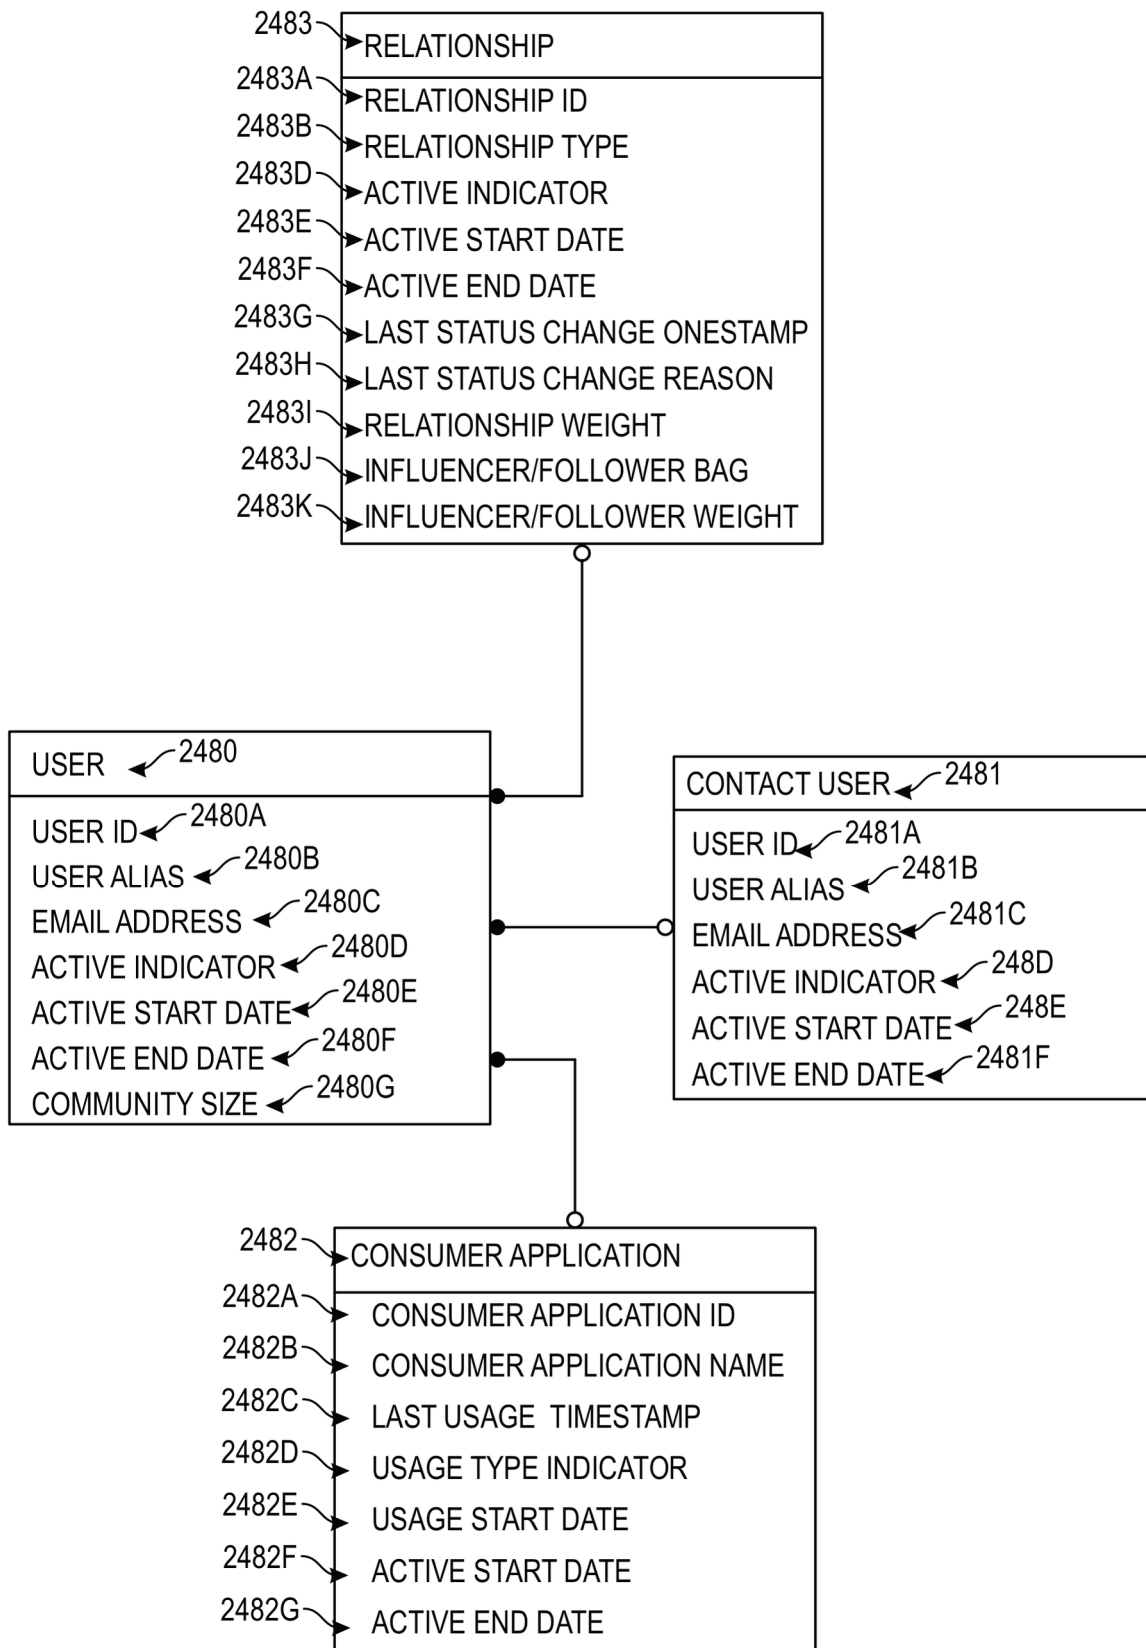 2483 RELATIONSHIP
2483A RELATIONSHIP ID
2483B RELATIONSHIP TYPE
2483D ACTIVE INDICATOR
2483E ACTIVE START DATE
2483F ACTIVE END DATE
2483G LAST STATUS CHANGE ONESTAMP
2483H LAST STATUS CHANGE REASON
2483I RELATIONSHIP WEIGHT
2483J INFLUENCER/FOLLOWER BAG
2483K INFLUENCER/FOLLOWER WEIGHT
USER 2480
USER ID 2480A
USER ALIAS 2480B
EMAIL ADDRESS 2480C
ACTIVE INDICATOR 2480D
ACTIVE START DATE 2480E
ACTIVE END DATE 2480F
COMMUNITY SIZE 2480G
CONTACT USER 2481
USER ID 2481A
USER ALIAS 2481B
EMAIL ADDRESS 2481C
ACTIVE INDICATOR 248D
ACTIVE START DATE 248E
ACTIVE END DATE 2481F
2482 CONSUMER APPLICATION
2482A CONSUMER APPLICATION ID
2482B CONSUMER APPLICATION NAME
2482C LAST USAGE TIMESTAMP
2482D USAGE TYPE INDICATOR
2482E USAGE START DATE
2482F ACTIVE START DATE
2482G ACTIVE END DATE